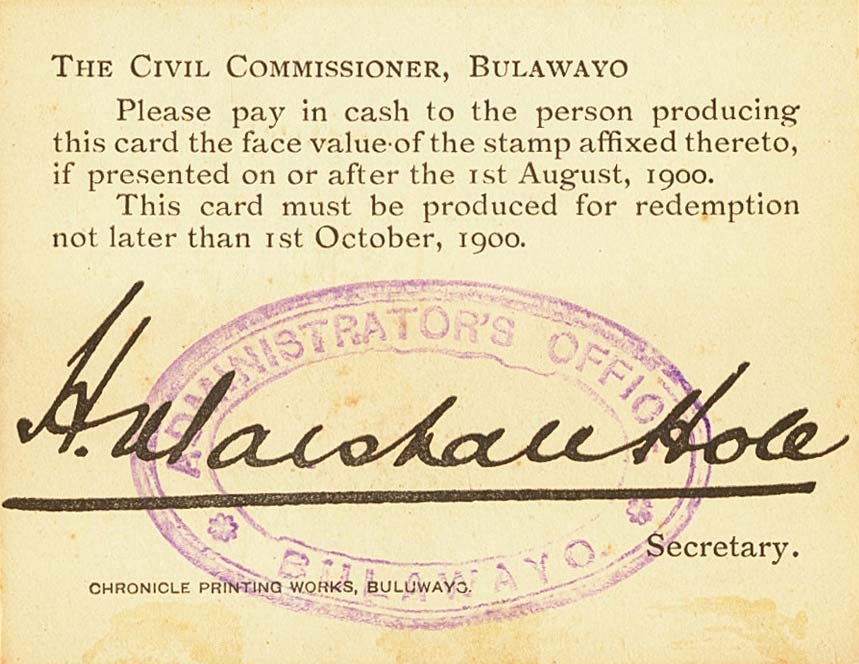 THE CIVIL COMMISSIONER, BULAWAYO
Please pay in cash to the person producing
this card the face value of the stamp affixed thereto,
if presented on or after the 1st August, 1900.
This card must be produced for redemption
not later than 1st October, 1900.
ADMINISTRATOR'S OFFICE
H. Marshall Hole
BULAWAYO
Secretary.
CHRONICLE PRINTING WORKS, BULUWAYO.